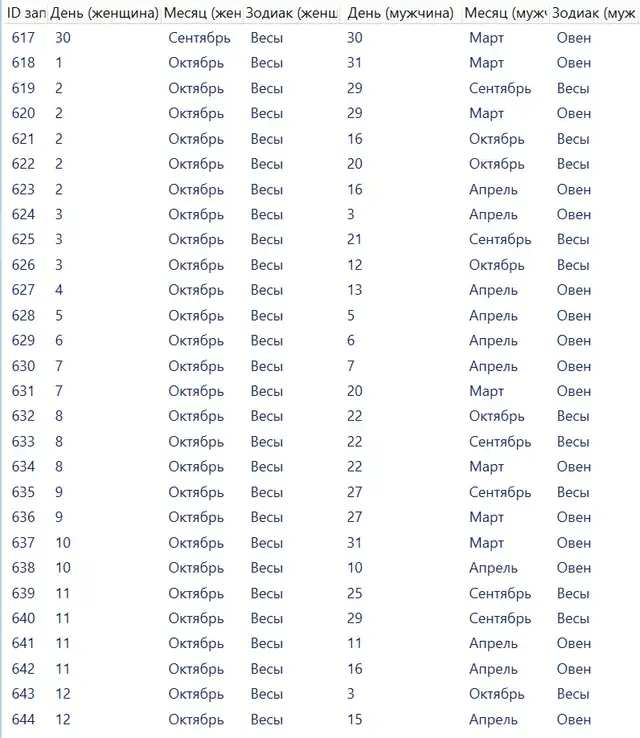 ID зап День (женщина) Месяц (жен Зодиак (женщ День (мужчина) Месяц (мужч Зодиак (муж
617 30 Сентябрь Весы 30 Март Овен
618 1 Октябрь Весы 31 Март Овен
619 2 Октябрь Весы 29 Сентябрь Весы
620 2 Октябрь Весы 29 Март Овен
621 2 Октябрь Весы 16 Октябрь Весы
622 2 Октябрь Весы 20 Октябрь Весы
623 2 Октябрь Весы 16 Апрель Овен
624 3 Октябрь Весы 3 Апрель Овен
625 3 Октябрь Весы 21 Сентябрь Весы
626 3 Октябрь Весы 12 Октябрь Весы
627 4 Октябрь Весы 13 Апрель Овен
628 5 Октябрь Весы 5 Апрель Овен
629 6 Октябрь Весы 6 Апрель Овен
630 7 Октябрь Весы 7 Апрель Овен
631 7 Октябрь Весы 20 Март Овен
632 8 Октябрь Весы 22 Октябрь Весы
633 8 Октябрь Весы 22 Сентябрь Весы
634 8 Октябрь Весы 22 Март Овен
635 9 Октябрь Весы 27 Сентябрь Весы
636 9 Октябрь Весы 27 Март Овен
637 10 Октябрь Весы 31 Март Овен
638 10 Октябрь Весы 10 Апрель Овен
639 11 Октябрь Весы 25 Сентябрь Весы
640 11 Октябрь Весы 29 Сентябрь Весы
641 11 Октябрь Весы 11 Апрель Овен
642 11 Октябрь Весы 16 Апрель Овен
643 12 Октябрь Весы 3 Октябрь Весы
644 12 Октябрь Весы 15 Апрель Овен